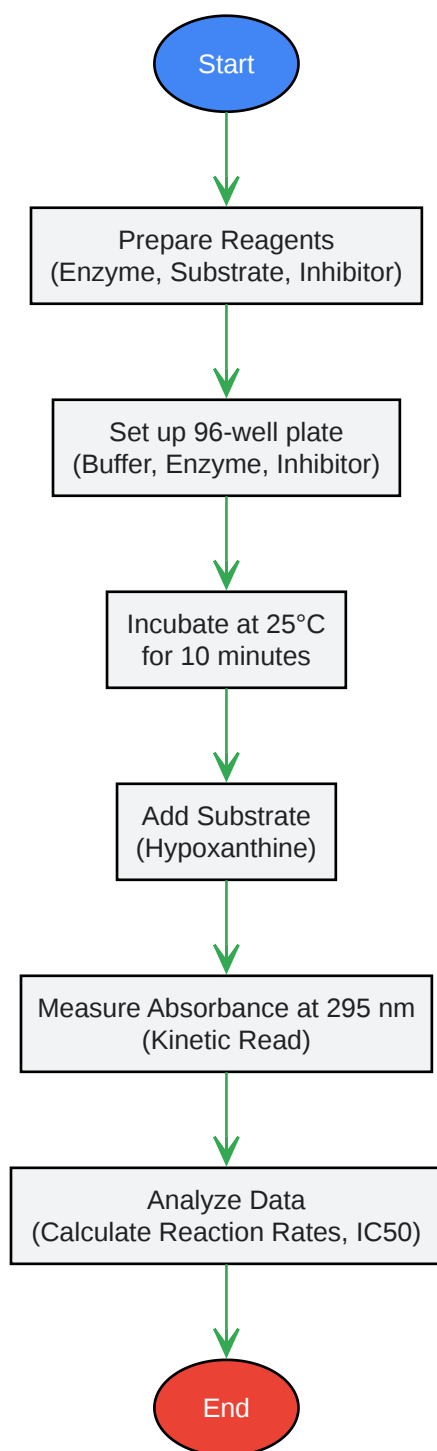 Start
Prepare Reagents
(Enzyme, Substrate, Inhibitor)
Set up 96-well plate
(Buffer, Enzyme, Inhibitor)
Incubate at 25°C
for 10 minutes
Add Substrate
(Hypoxanthine)
Measure Absorbance at 295 nm
(Kinetic Read)
Analyze Data
(Calculate Reaction Rates, IC50)
End